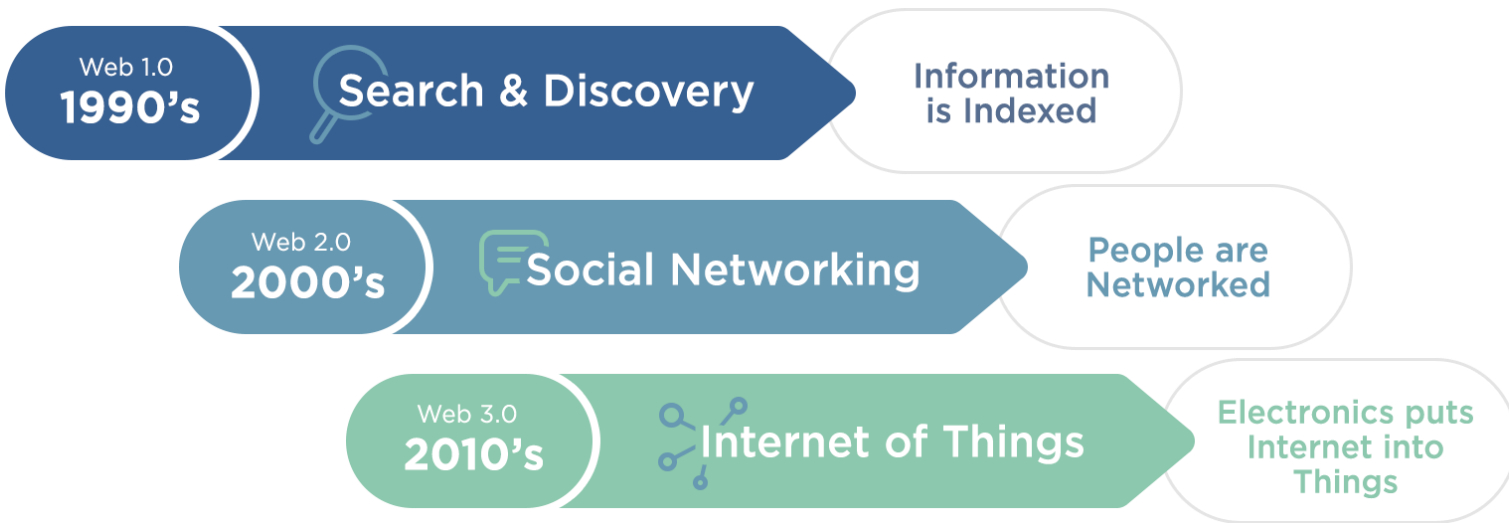 Web 1.0
1990’s
Search & Discovery
Information
is Indexed
Web 2.0
2000’s
Social Networking
People are
Networked
Web 3.0
2010’s
Internet of Things
Electronics puts
Internet into
Things